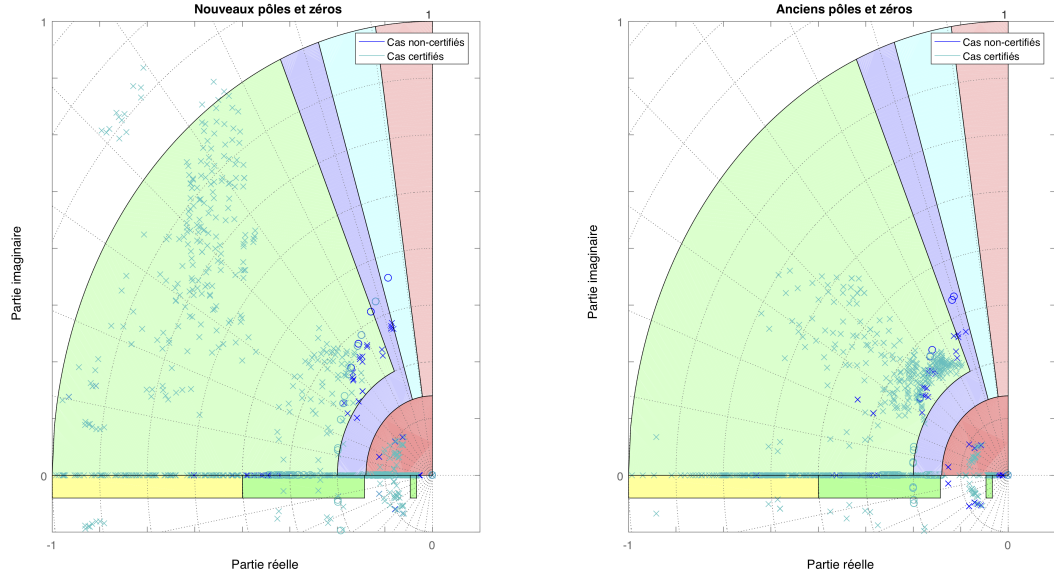 Nouveaux pôles et zéros
1
1
Cas non-certifiés
Cas certifiés
Partie imaginaire
0
-1
0
Partie réelle
Anciens pôles et zéros
1
1
Cas non-certifiés
Cas certifiés
Partie imaginaire
0
-1
0
Partie réelle